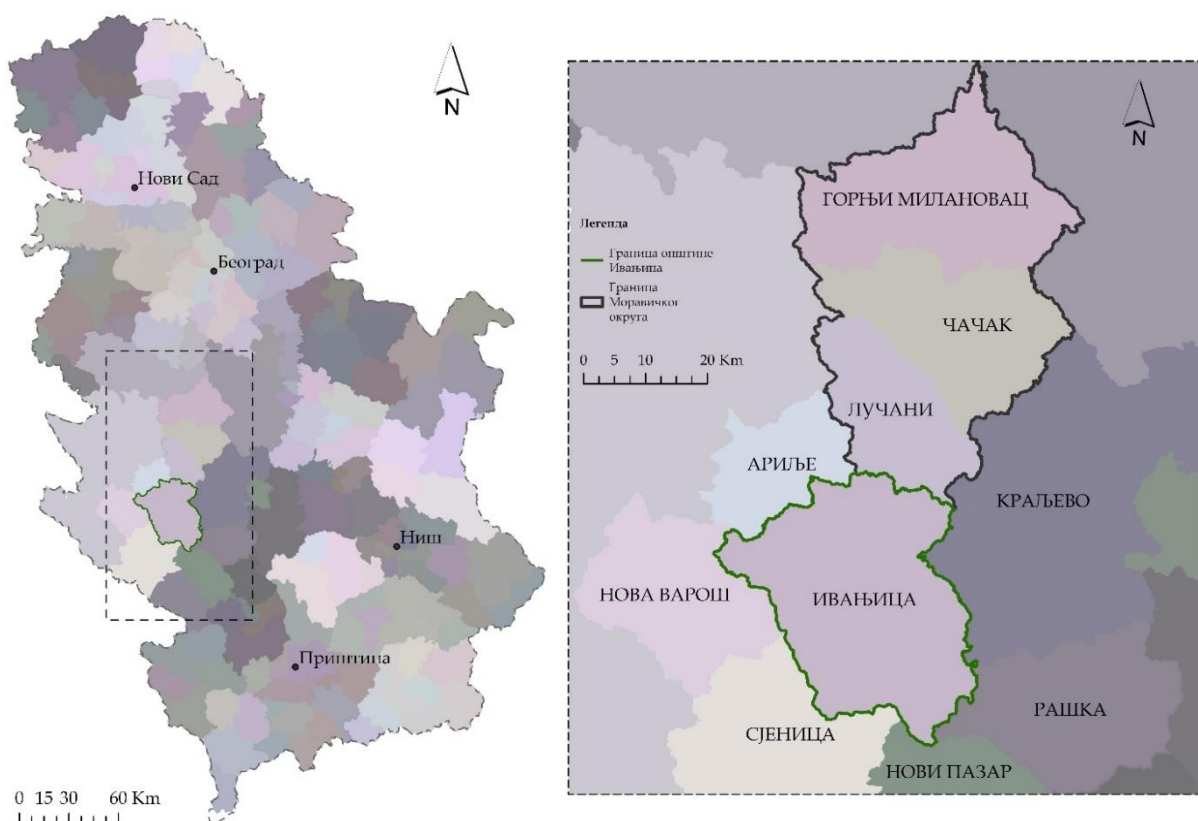 N
Нови Сад
Београд
Ниш
Приштина
0 15 30 60 Km
N
ГОРЊИ МИЛАНОВАЦ
Легенда
Граница општине
Ивањица
Граница
Моравичког
округа
0 5 10 20 Km
ЧАЧАК
ЛУЧАНИ
АРИЉЕ
КРАЉЕВО
НОВА ВАРОШ
ИВАЊИЦА
РАШКА
СЈЕНИЦА
НОВИ ПАЗАР